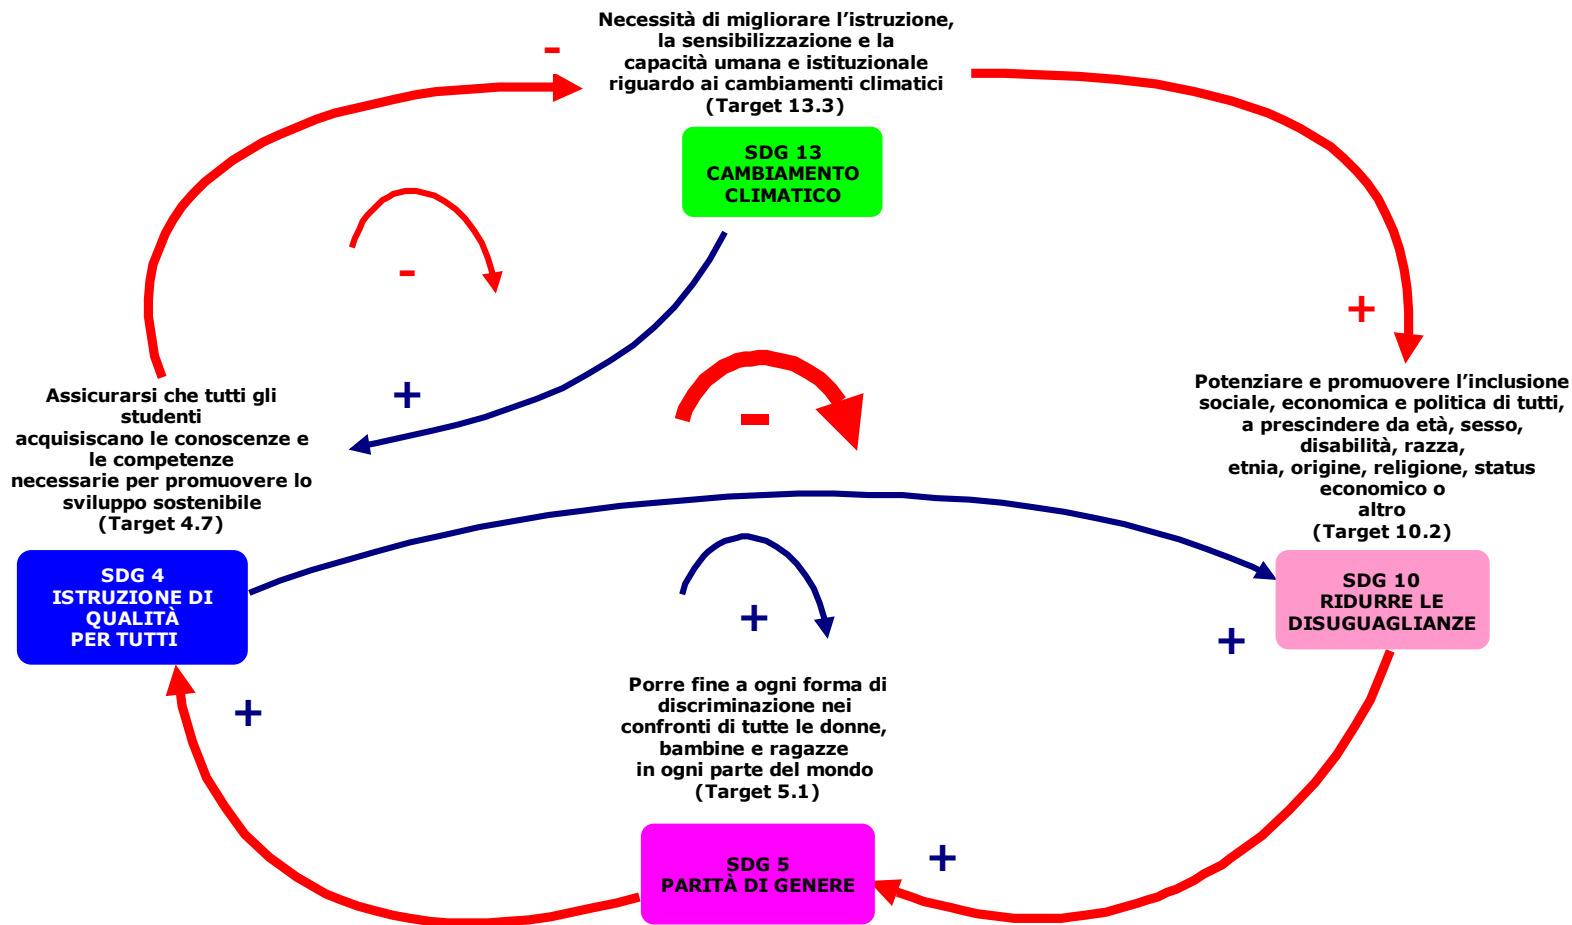 Necessità di migliorare l’istruzione,
la sensibilizzazione e la
capacità umana e istituzionale
riguardo ai cambiamenti climatici
(Target 13.3)
-
SDG 13
CAMBIAMENTO
CLIMATICO
-
+
+
-
Assicurarsi che tutti gli
studenti
acquisiscano le conoscenze e
le competenze
necessarie per promuovere lo
sviluppo sostenibile
(Target 4.7)
Potenziare e promuovere l’inclusione
sociale, economica e politica di tutti,
a prescindere da età, sesso,
disabilità, razza,
etnia, origine, religione, status
economico o
altro
(Target 10.2)
SDG 4
ISTRUZIONE DI
QUALITÀ
PER TUTTI
+
SDG 10
RIDURRE LE
DISUGUAGLIANZE
+
+
Porre fine a ogni forma di
discriminazione nei
confronti di tutte le donne,
bambine e ragazze
in ogni parte del mondo
(Target 5.1)
SDG 5
PARITÀ DI GENERE
+